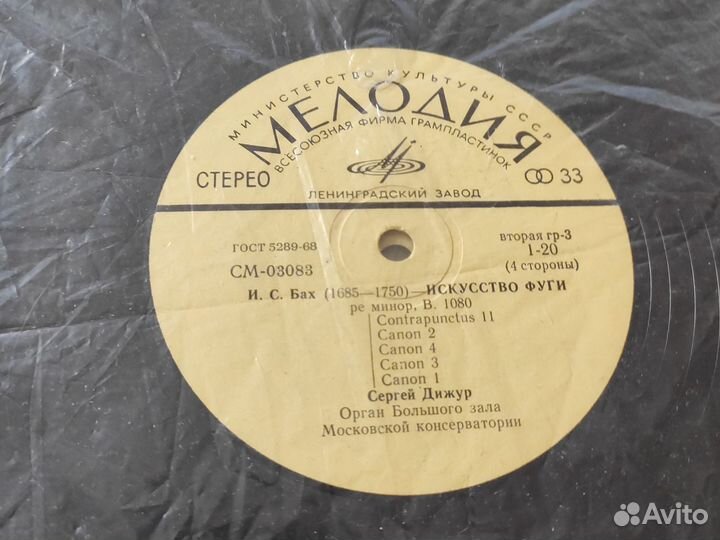 МИНИСТЕРСТВО КУЛЬТУРЫ СССР
МЕЛОДИЯ
ВСЕСОЮЗНАЯ ФИРМА ГРАМПЛАСТИНОК
СТЕРЕО
33
ЛЕНИНГРАДСКИЙ ЗАВОД
ГОСТ 5289-68
вторая гр-3
СМ-03083
1-20
(4 стороны)
И. С. Бах (1685—1750)—ИСКУССТВО ФУГИ
ре минор, В. 1080
Contrapunctus 11
Canon 2
Canon 4
Canon 3
Canon 1
Сергей Дижур
Орган Большого зала
Московской консерватории
Avito